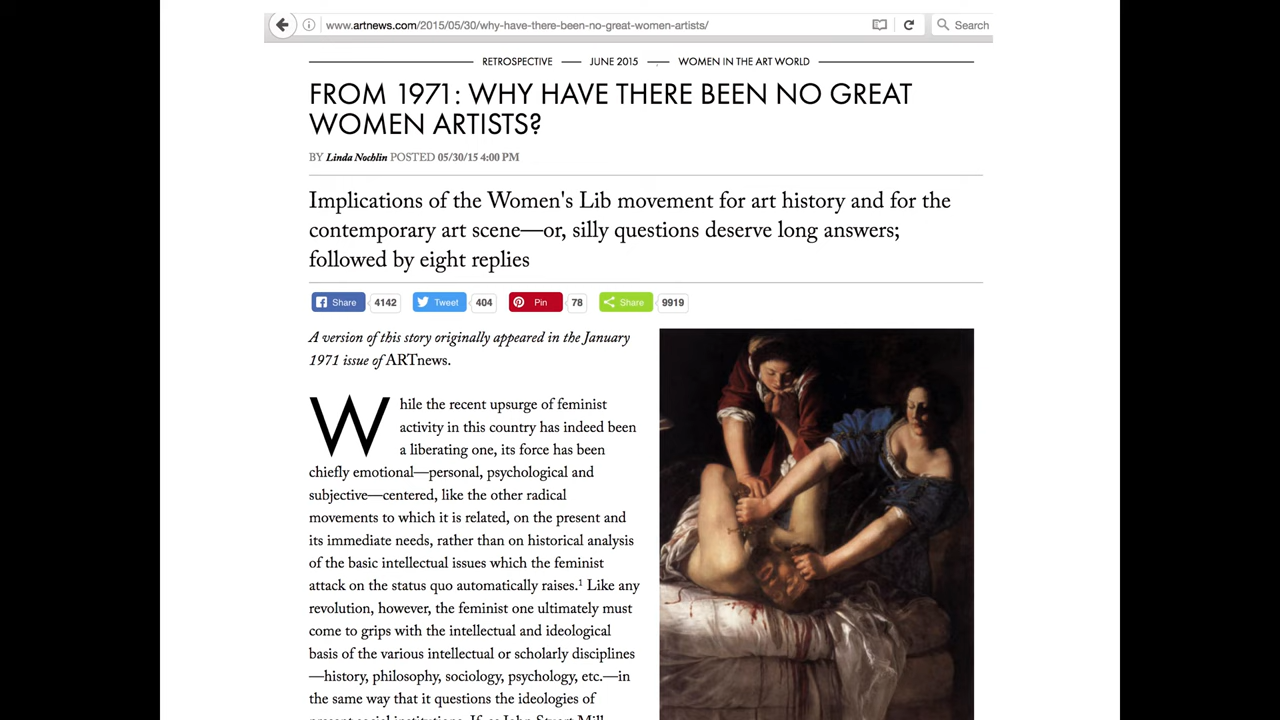 www.artnews.com/2015/05/30/why-have-there-been-no-great-women-artists/
Search
RETROSPECTIVE — JUNE 2015 — WOMEN IN THE ART WORLD
FROM 1971: WHY HAVE THERE BEEN NO GREAT
WOMEN ARTISTS?
BY Linda Nochlin POSTED 05/30/15 4:00 PM
Implications of the Women's Lib movement for art history and for the
contemporary art scene—or, silly questions deserve long answers;
followed by eight replies
Share 4142 Tweet 404 Pin 78 Share 9919
A version of this story originally appeared in the January
1971 issue of ARTnews.
While the recent upsurge of feminist
activity in this country has indeed been
a liberating one, its force has been
chiefly emotional—personal, psychological and
subjective—centered, like the other radical
movements to which it is related, on the present and
its immediate needs, rather than on historical analysis
of the basic intellectual issues which the feminist
attack on the status quo automatically raises.¹ Like any
revolution, however, the feminist one ultimately must
come to grips with the intellectual and ideological
basis of the various intellectual or scholarly disciplines
—history, philosophy, sociology, psychology, etc.—in
the same way that it questions the ideologies of
present social institutions. If, as John Stuart Mill